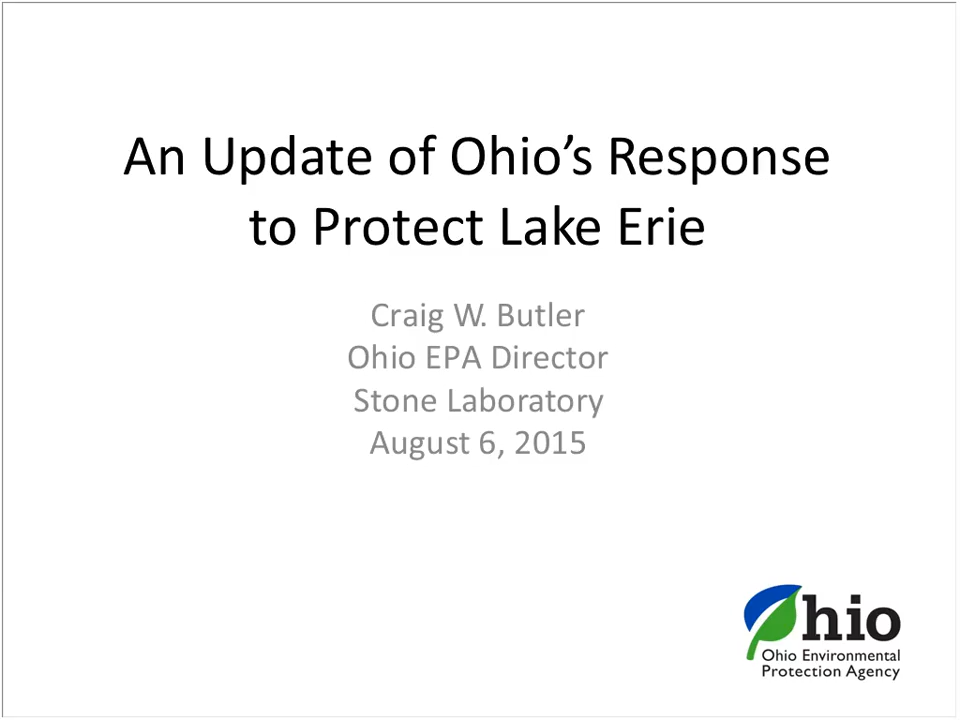 An Update of Ohio’s Response
to Protect Lake Erie
Craig W. Butler
Ohio EPA Director
Stone Laboratory
August 6, 2015
Ohio
Ohio Environmental
Protection Agency